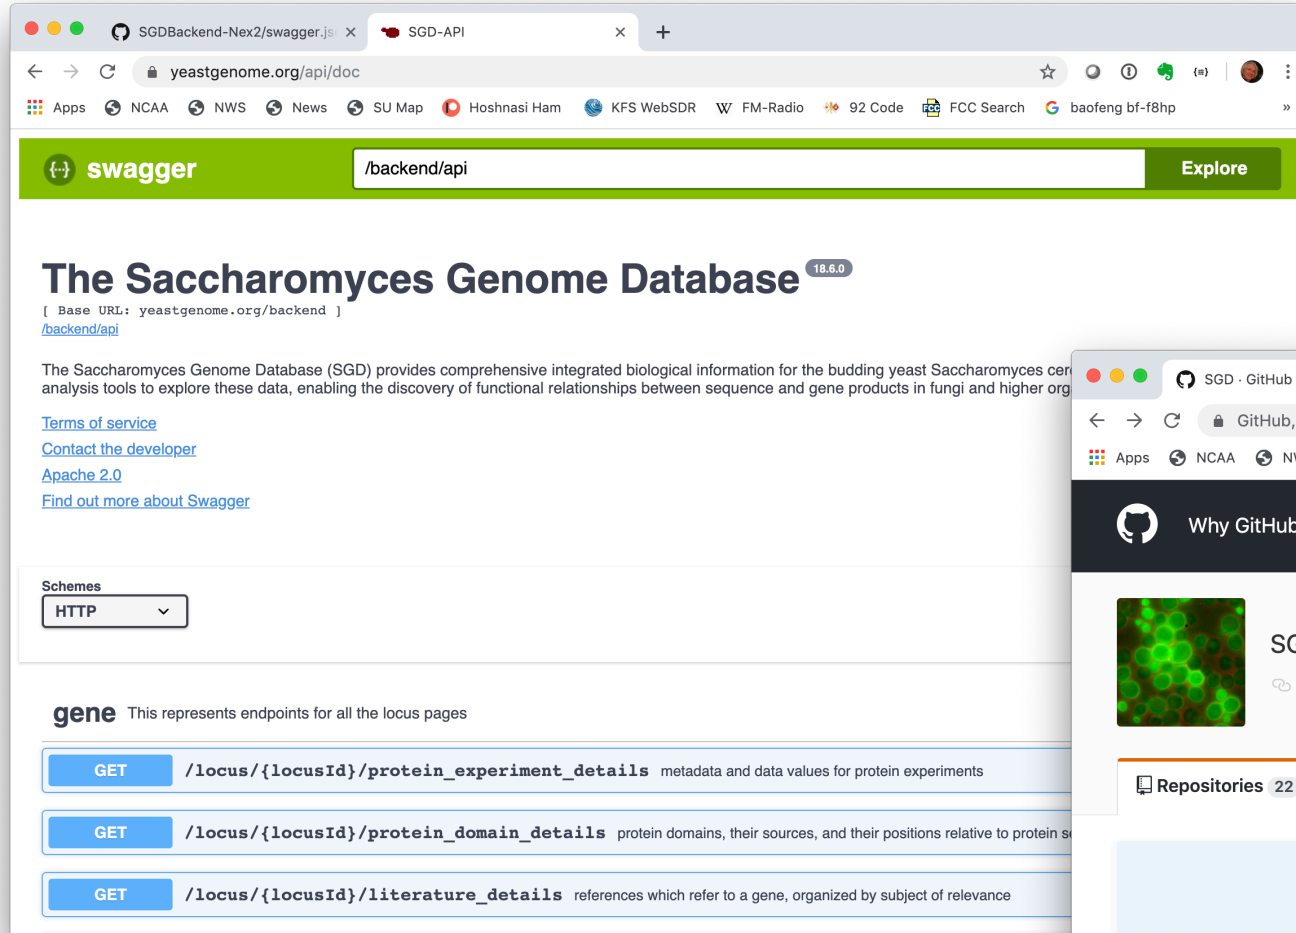 SGDBackend-Nex2/swagger.js
SGD-API
yeastgenome.org/api/doc
Apps
NCAA
NWS
News
SU Map
Hoshnasi Ham
KFS WebSDR
W FM-Radio
92 Code
FCC FCC Search
G baofeng bf-f8hp
»
{··} swagger
/backend/api
Explore
The Saccharomyces Genome Database 18.6.0
[ Base URL: yeastgenome.org/backend ]
/backend/api
The Saccharomyces Genome Database (SGD) provides comprehensive integrated biological information for the budding yeast Saccharomyces cer
analysis tools to explore these data, enabling the discovery of functional relationships between sequence and gene products in fungi and higher org
Terms of service
Contact the developer
Apache 2.0
Find out more about Swagger
Schemes
HTTP
gene This represents endpoints for all the locus pages
GET /locus/{locusId}/protein_experiment_details metadata and data values for protein experiments
GET /locus/{locusId}/protein_domain_details protein domains, their sources, and their positions relative to protein se
GET /locus/{locusId}/literature_details references which refer to a gene, organized by subject of relevance
SGD · GitHub
GitHub,
Apps
NCAA
NW
Why GitHub
SG
Repositories 22